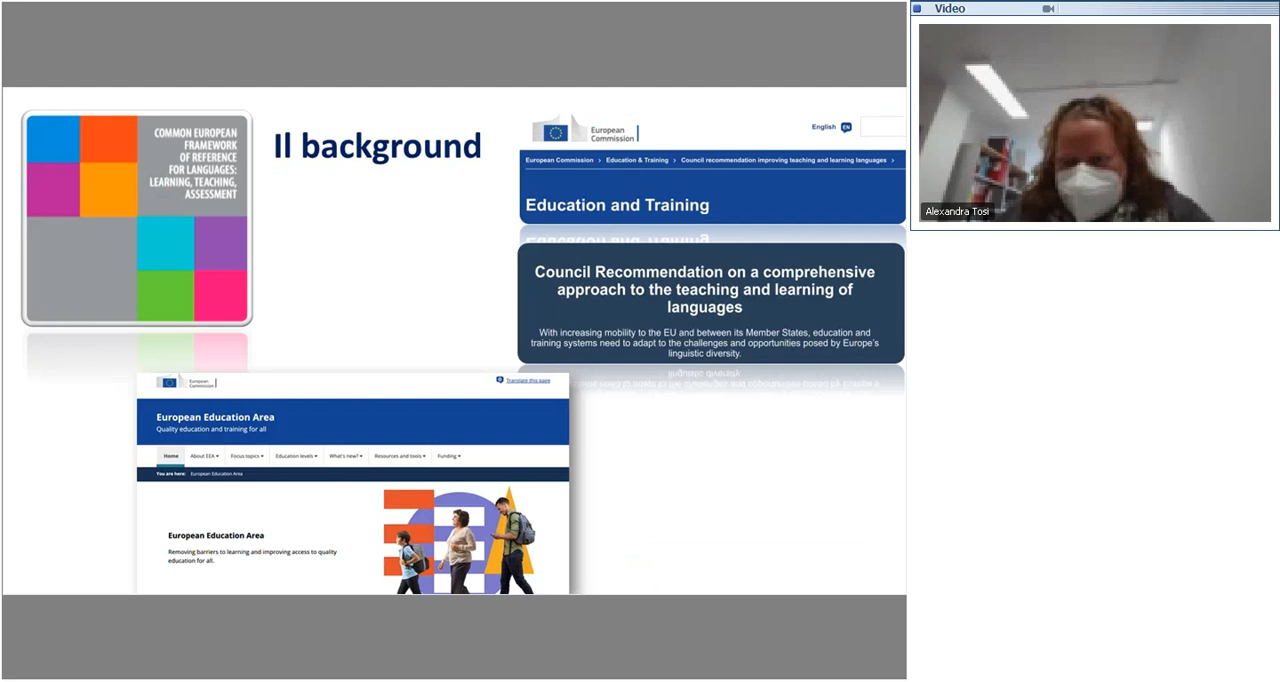 COMMON EUROPEAN
FRAMEWORK
OF REFERENCE
FOR LANGUAGES:
LEARNING, TEACHING,
ASSESSMENT
Il background
European
Commission
English EN
European Commission > Education & Training > Council recommendation improving teaching and learning languages >
Education and Training
Council Recommendation on a comprehensive
approach to the teaching and learning of
languages
With increasing mobility to the EU and between its Member States, education and
training systems need to adapt to the challenges and opportunities posed by Europe's
linguistic diversity.
European
Commission
Translate this page
European Education Area
Quality education and training for all
Home About EEA Focus topics Education levels What's new? Resources and tools Funding
You are here: European Education Area
European Education Area
Removing barriers to learning and improving access to quality
education for all.
Video
Alexandra Tosi